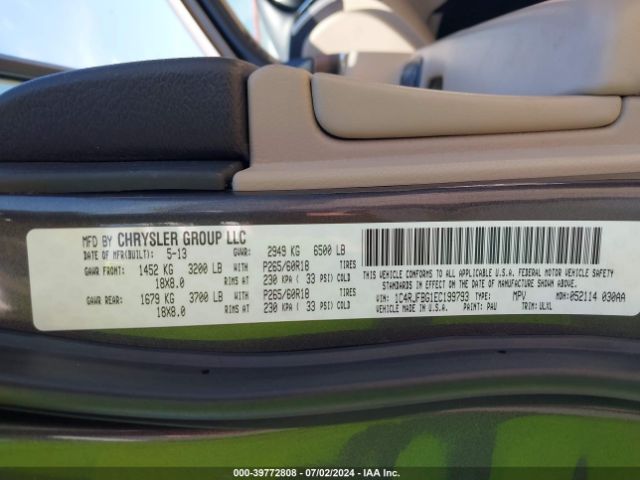 MFD BY CHRYSLER GROUP LLC
DATE OF MFR(BUILT): 5-13 GVWR: 2949 KG 6500 LB
GAWR FRONT: 1452 KG 3200 LB WITH P265/60R18 TIRES
18X8.0 RIMS AT 230 KPA ( 33 PSI) COLD
GAWR REAR: 1679 KG 3700 LB WITH P265/60R18 TIRES
18X8.0 RIMS AT 230 KPA ( 33 PSI) COLD
THIS VEHICLE CONFORMS TO ALL APPLICABLE U.S.A. FEDERAL MOTOR VEHICLE SAFETY
STANDARDS IN EFFECT ON THE DATE OF MANUFACTURE SHOWN ABOVE.
VIN: 1C4RJFBG1EC199793 TYPE: MPV MDH: 052114 030AA
VEHICLE MADE IN U.S.A. PAINT: PAU TRIM: ULXL
000-39772808 - 07/02/2024 - IAA Inc.